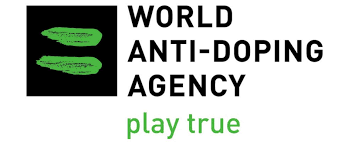 WORLD
ANTI-DOPING
AGENCY
play true